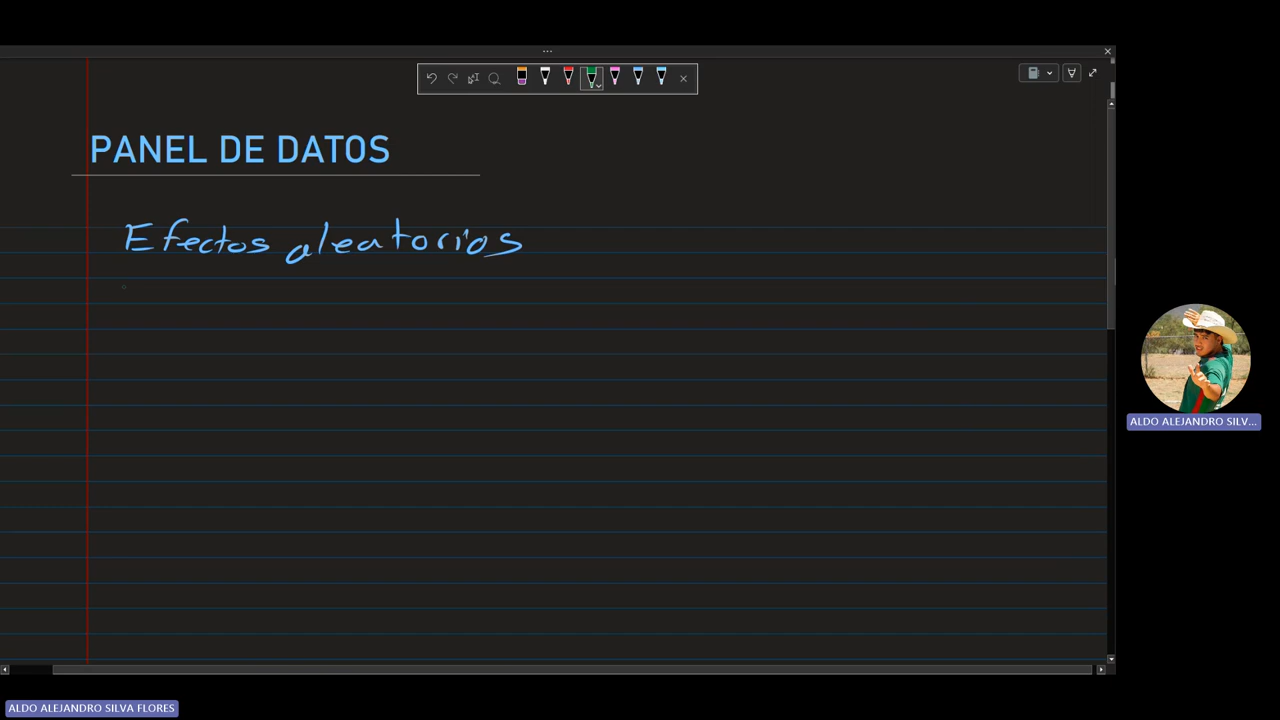 PANEL DE DATOS
Efectos aleatorios
ALDO ALEJANDRO SILV...
ALDO ALEJANDRO SILVA FLORES